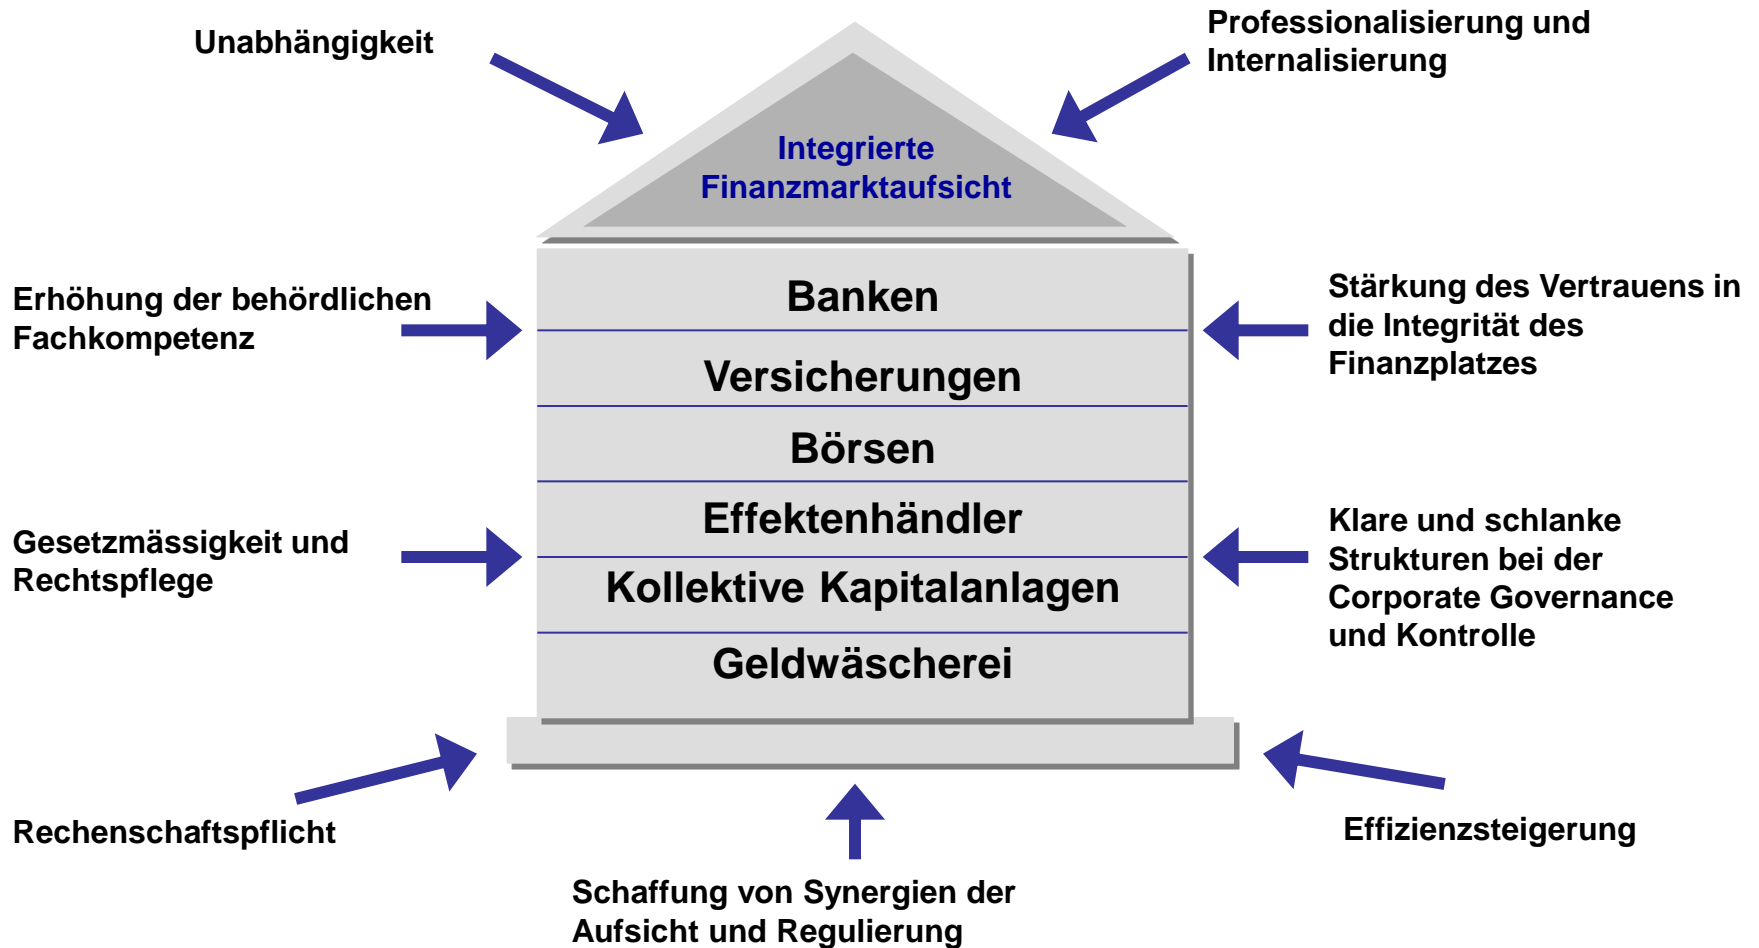 Unabhängigkeit
Professionalisierung und
Internalisierung
Integrierte
Finanzmarktaufsicht
Erhöhung der behördlichen
Fachkompetenz
Banken
Versicherungen
Börsen
Effektenhändler
Kollektive Kapitalanlagen
Geldwäscherei
Stärkung des Vertrauens in
die Integrität des
Finanzplatzes
Gesetzmässigkeit und
Rechtspflege
Klare und schlanke
Strukturen bei der
Corporate Governance
und Kontrolle
Rechenschaftspflicht
Schaffung von Synergien der
Aufsicht und Regulierung
Effizienzsteigerung